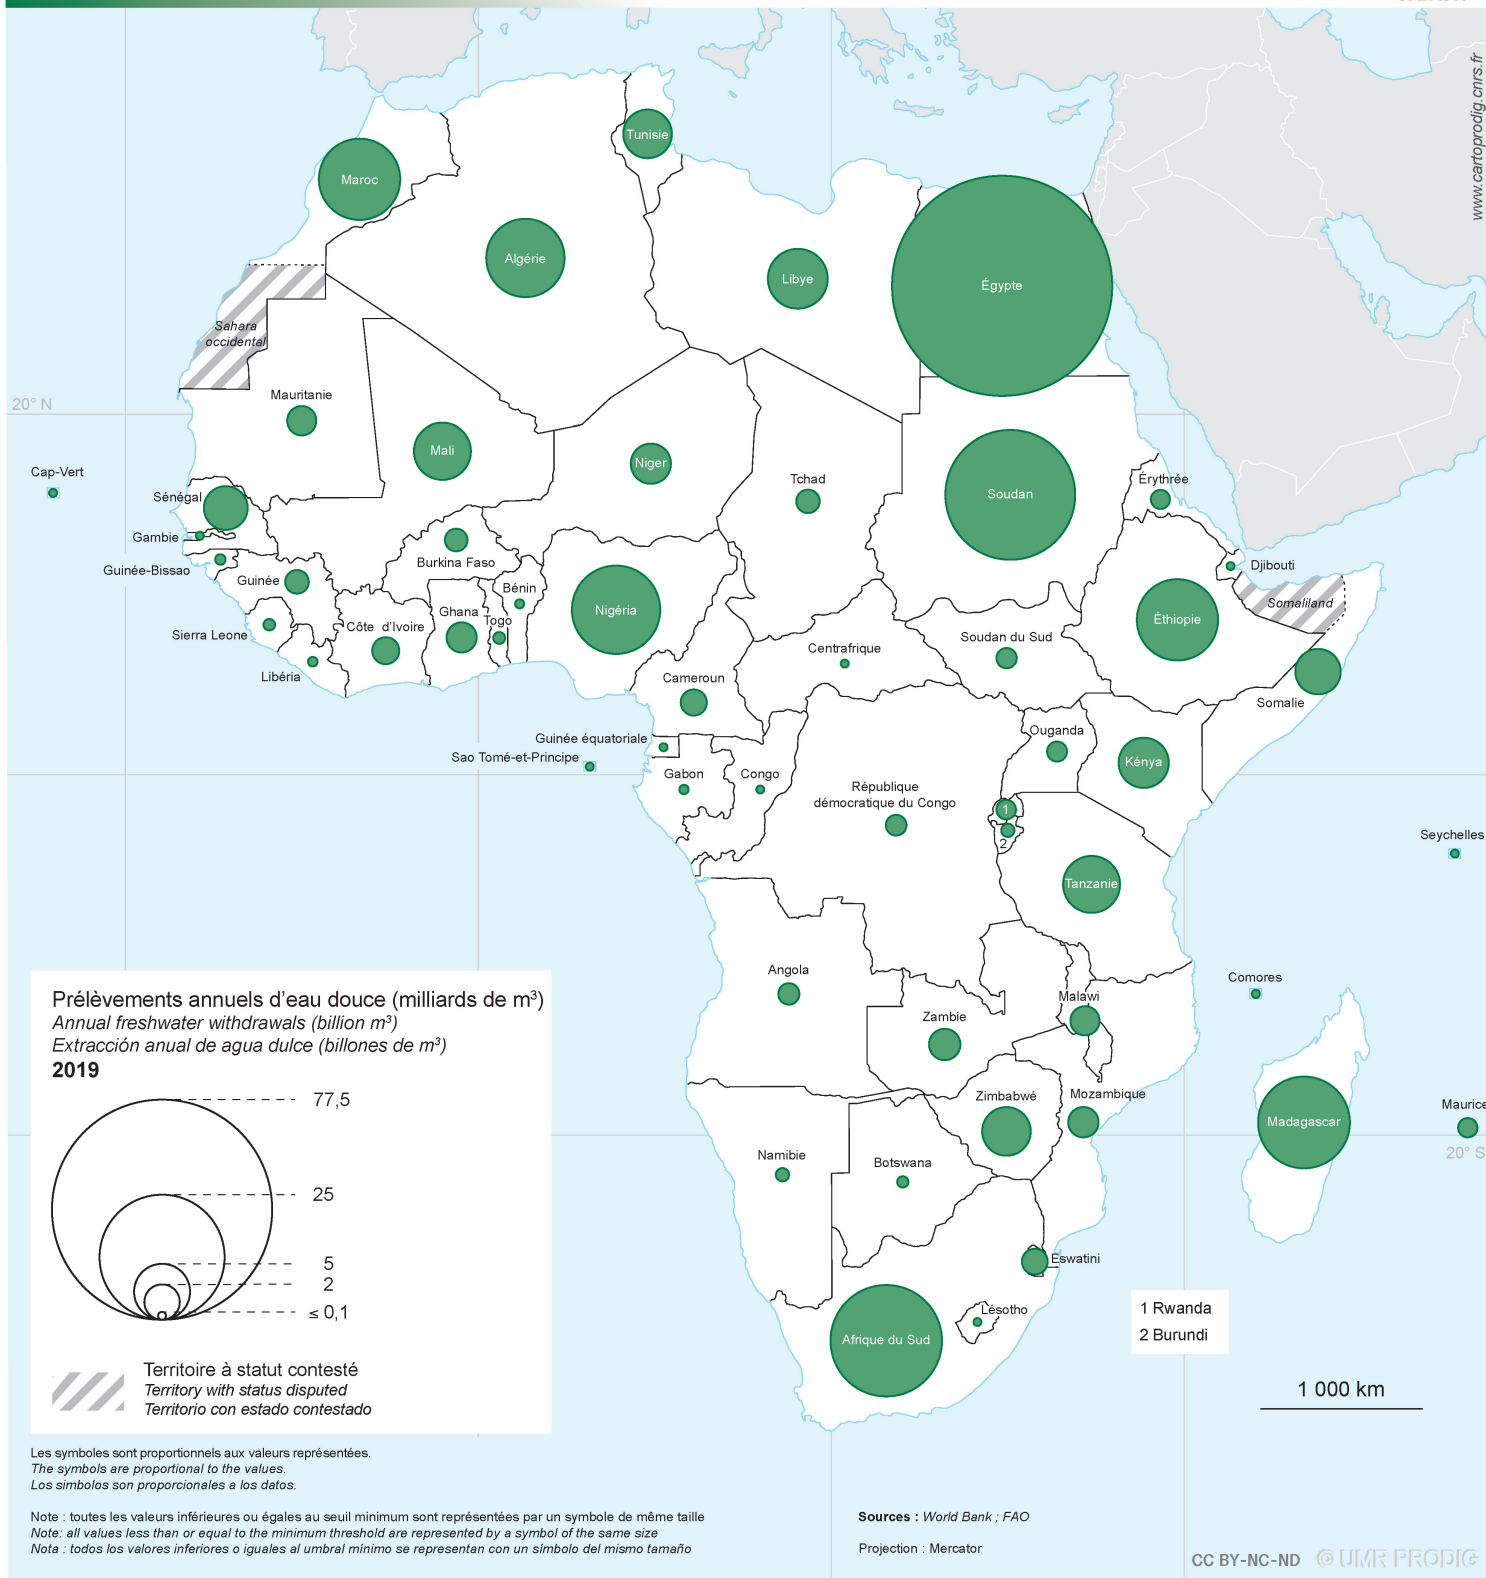 www.cartoprodig.cnrs.fr
Tunisie
Maroc
Algérie
Libye
Égypte
Sahara
occidental
Mauritanie
20° N
Mali
Niger
Cap-Vert
Tchad
Soudan
Érythrée
Sénégal
Gambie
Burkina Faso
Djibouti
Guinée-Bissao
Guinée
Bénin
Somaliland
Ghana
Nigéria
Togo
Éthiopie
Côte d'Ivoire
Sierra Leone
Soudan du Sud
Centrafrique
Libéria
Cameroun
Somalie
Ouganda
Guinée équatoriale
Sao Tomé-et-Principe
Kénya
Gabon
Congo
République
démocratique du Congo
1
2
Seychelles
Tanzanie
Angola
Comores
Malawi
Zambie
Zimbabwé
Mozambique
Maurice
Madagascar
20° S
Namibie
Botswana
Eswatini
Lésotho
Afrique du Sud
Prélèvements annuels d'eau douce (milliards de m³)
Annual freshwater withdrawals (billion m³)
Extracción anual de agua dulce (billones de m³)
2019
77,5
25
5
2
≤ 0,1
Territoire à statut contesté
Territory with status disputed
Territorio con estado contestado
1 Rwanda
2 Burundi
1 000 km
Les symboles sont proportionnels aux valeurs représentées.
The symbols are proportional to the values.
Los simbolos son proporcionales a los datos.
Note : toutes les valeurs inférieures ou égales au seuil minimum sont représentées par un symbole de même taille
Note: all values less than or equal to the minimum threshold are represented by a symbol of the same size
Nota : todos los valores inferiores o iguales al umbral mínimo se representan con un símbolo del mismo tamaño
Sources : World Bank ; FAO
Projection : Mercator
CC BY-NC-ND © UMR PRODIG